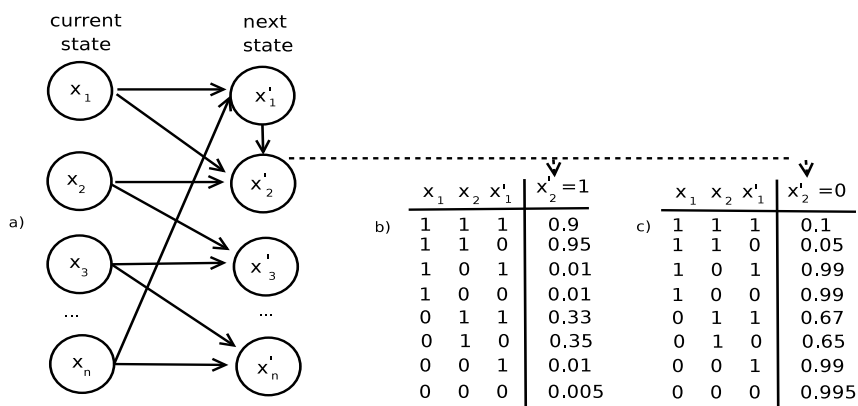 current state
next state
a)
x1
x2
x3
...
xn
x'1
x'2
x'3
...
x'n
b)
x1 x2 x'1 x'2=1
1 1 1 0.9
1 1 0 0.95
1 0 1 0.01
1 0 0 0.01
0 1 1 0.33
0 1 0 0.35
0 0 1 0.01
0 0 0 0.005
c)
x1 x2 x'1 x'2=0
1 1 1 0.1
1 1 0 0.05
1 0 1 0.99
1 0 0 0.99
0 1 1 0.67
0 1 0 0.65
0 0 1 0.99
0 0 0 0.995